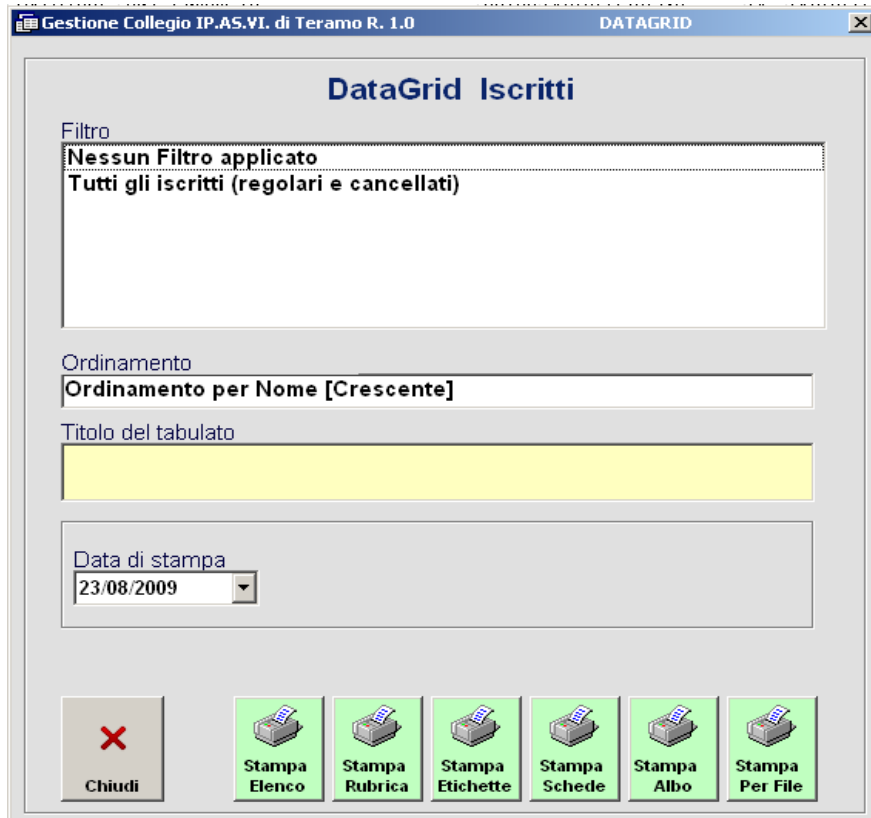 Gestione Collegio IP.AS.VI. di Teramo R. 1.0 DATAGRID
DataGrid Iscritti
Filtro
Nessun Filtro applicato
Tutti gli iscritti (regolari e cancellati)
Ordinamento
Ordinamento per Nome [Crescente]
Titolo del tabulato
Data di stampa
23/08/2009
Chiudi
Stampa Elenco
Stampa Rubrica
Stampa Etichette
Stampa Schede
Stampa Albo
Stampa Per File